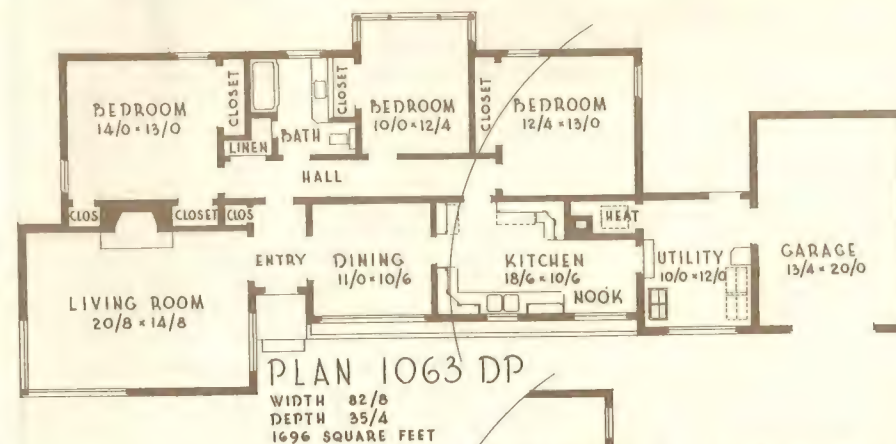 BEDROOM
14/0 × 13/0
CLOSET
BATH
LINEN
CLOSET
BEDROOM
10/0 × 12/4
CLOSET
BEDROOM
12/4 × 13/0
HALL
CLOS
CLOSET
CLOS
HEAT
ENTRY
DINING
11/0 × 10/6
KITCHEN
18/6 × 10/6
NOOK
UTILITY
10/0 × 12/0
GARAGE
13/4 × 20/0
LIVING ROOM
20/8 × 14/8
PLAN 1063 DP
WIDTH 82/8
DEPTH 35/4
1696 SQUARE FEET